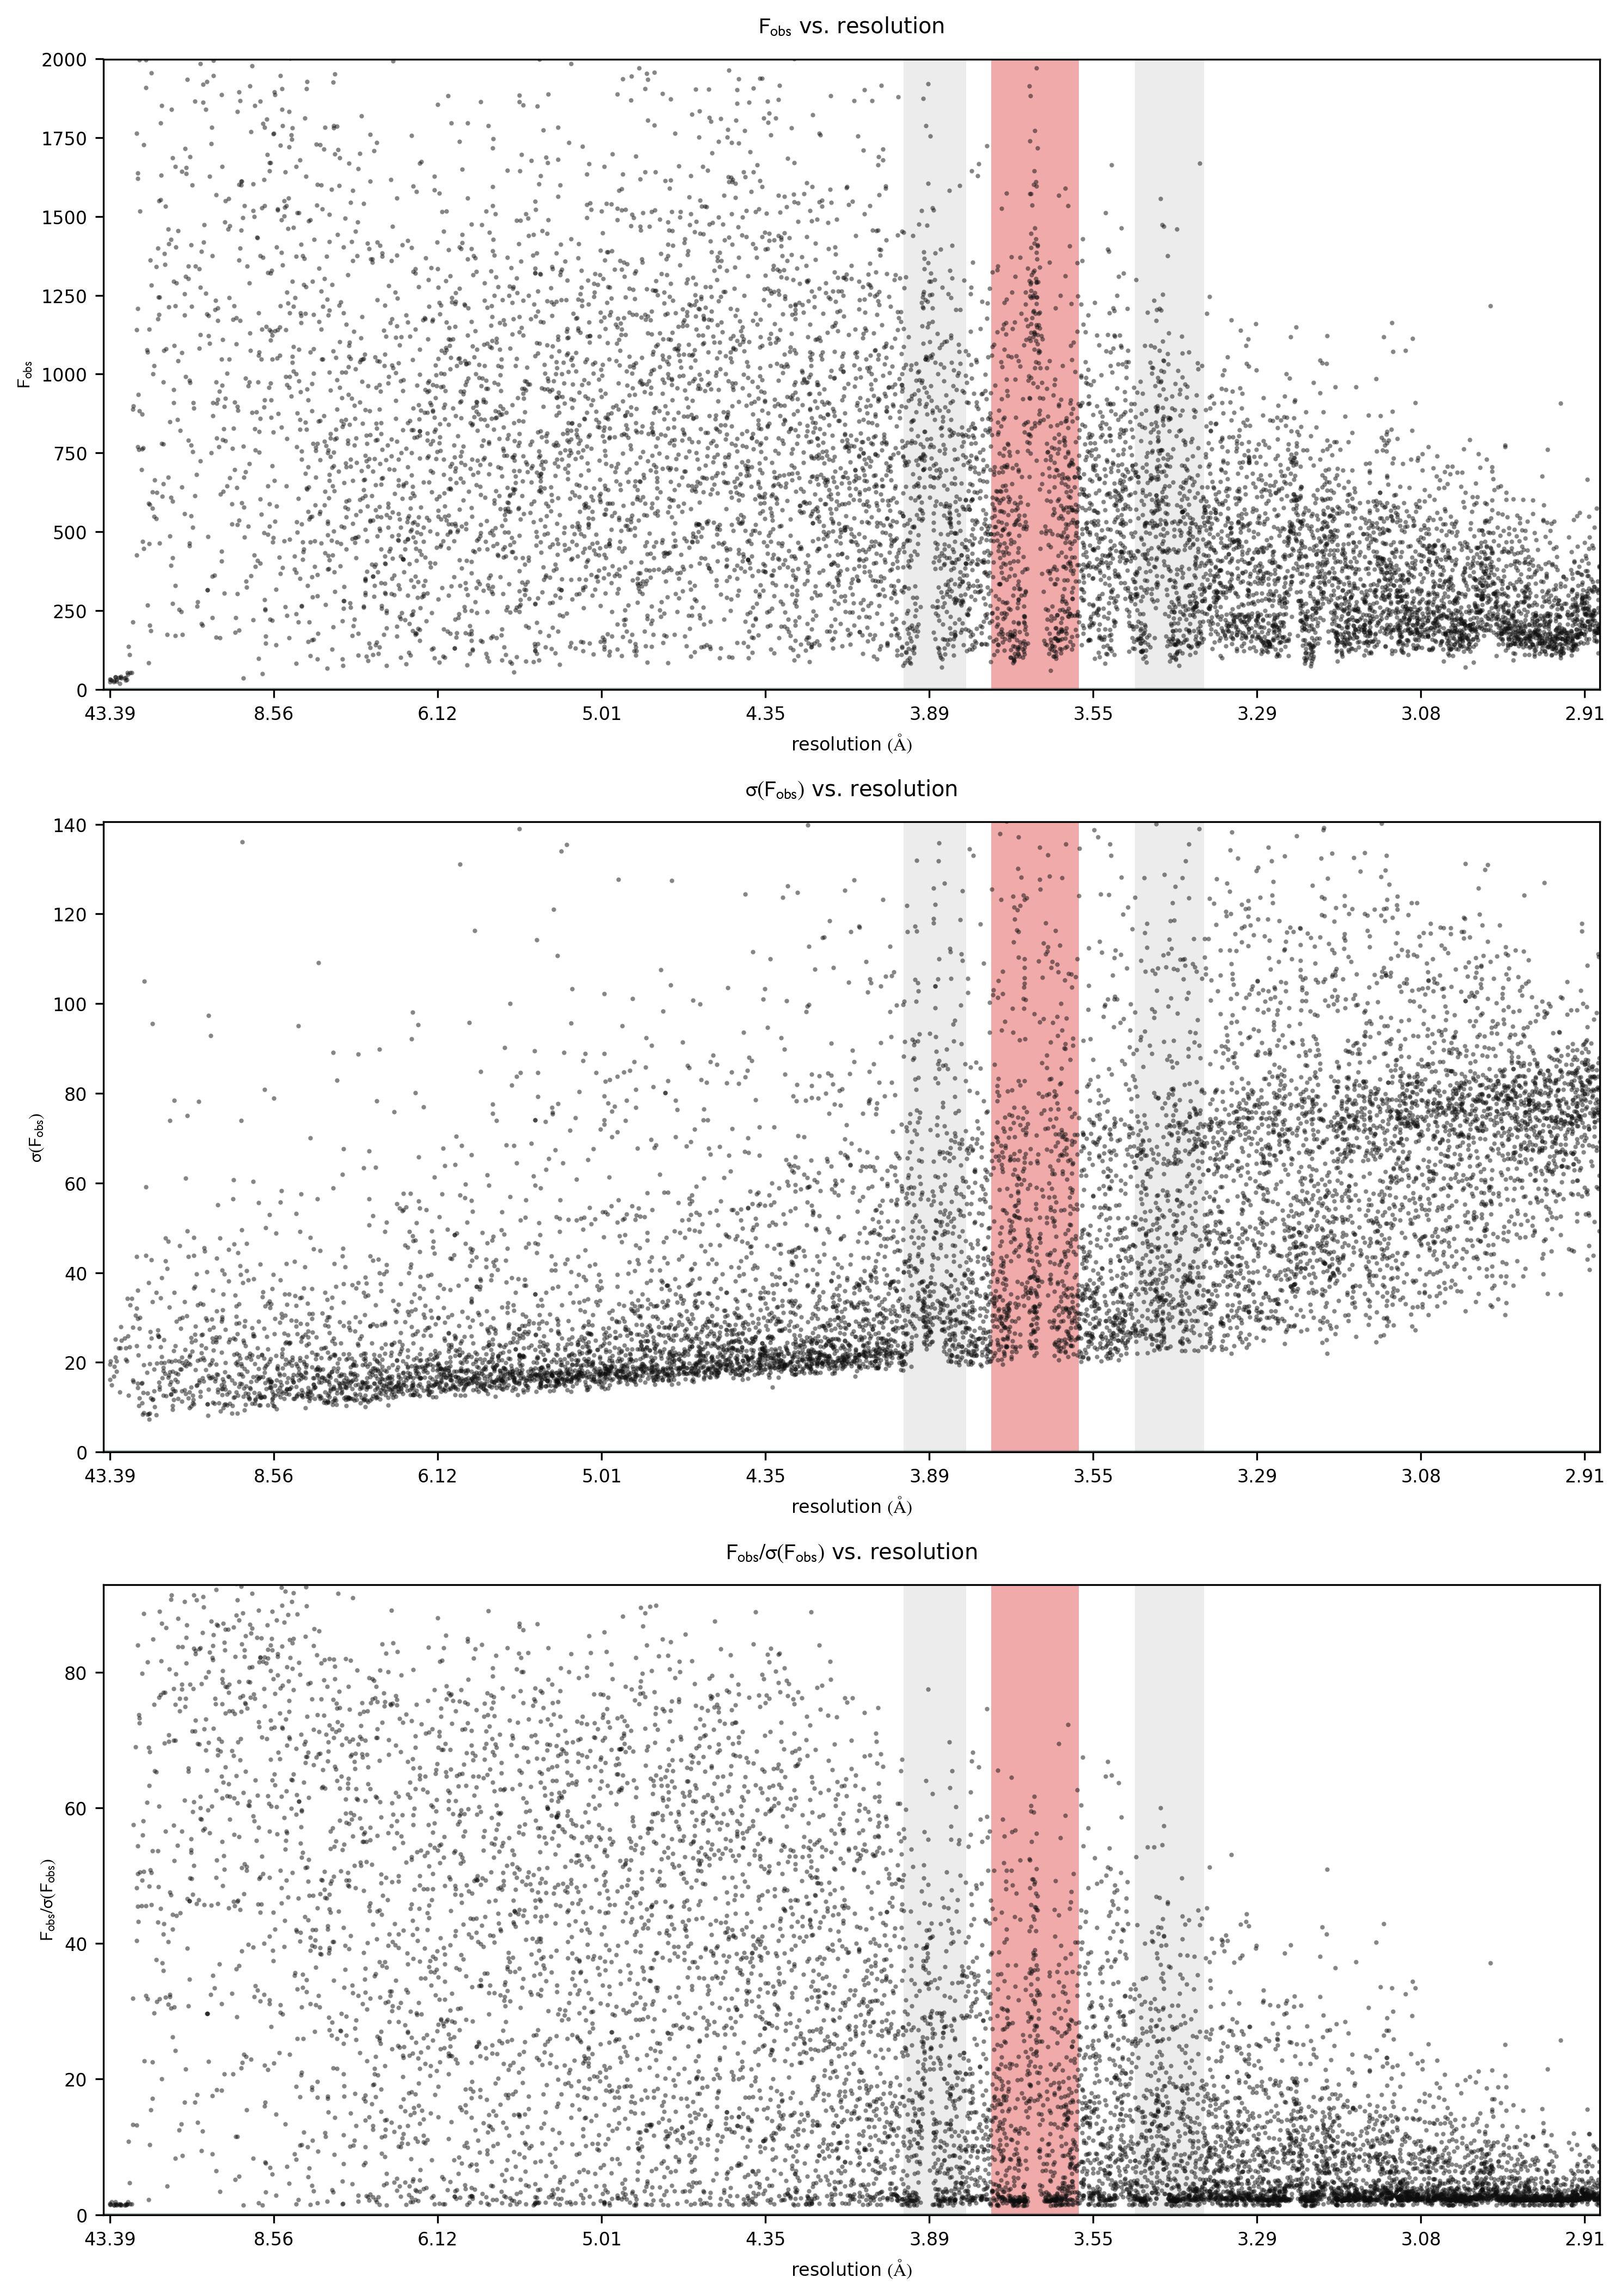 Fobs vs. resolution
2000
1750
1500
1250
1000
750
500
250
0
Fobs
43.39 8.56 6.12 5.01 4.35 3.89 3.55 3.29 3.08 2.91
resolution (Å)
σ(Fobs) vs. resolution
140
120
100
80
60
40
20
0
σ(Fobs)
43.39 8.56 6.12 5.01 4.35 3.89 3.55 3.29 3.08 2.91
resolution (Å)
Fobs/σ(Fobs) vs. resolution
80
60
40
20
0
Fobs/σ(Fobs)
43.39 8.56 6.12 5.01 4.35 3.89 3.55 3.29 3.08 2.91
resolution (Å)